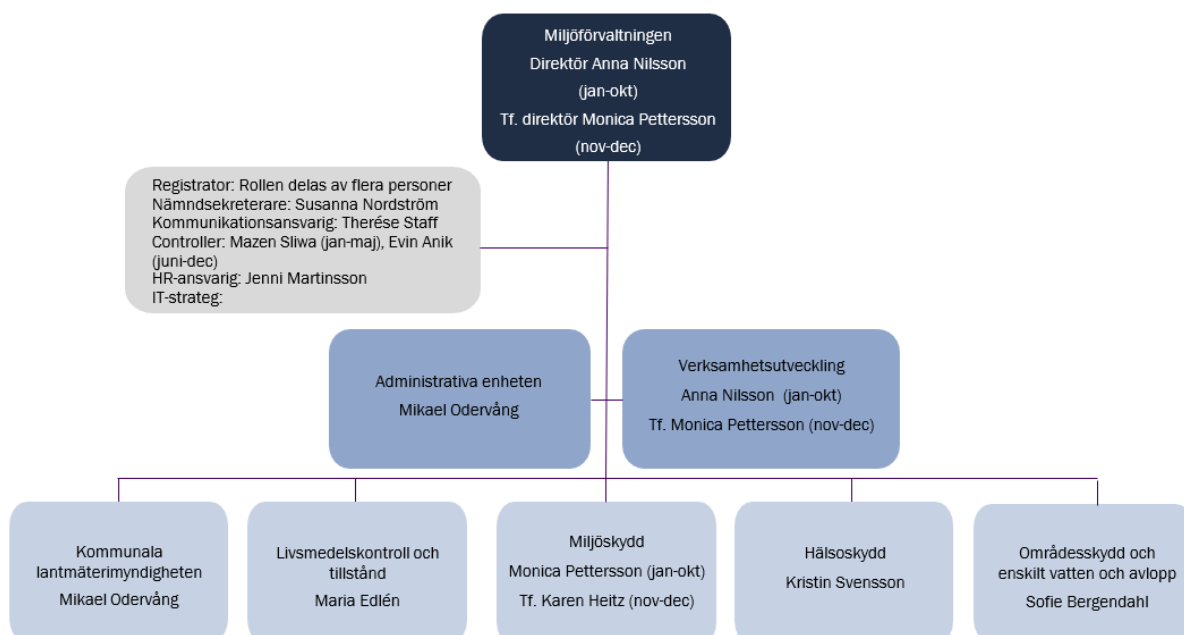 Miljöförvaltningen
Direktör Anna Nilsson
(jan-okt)
Tf. direktör Monica Pettersson
(nov-dec)
Registrator: Rollen delas av flera personer
Nämndsekreterare: Susanna Nordström
Kommunikationsansvarig: Therése Staff
Controller: Mazen Sliwa (jan-maj), Evin Anik
(juni-dec)
HR-ansvarig: Jenni Martinsson
IT-strateg:
Administrativa enheten
Mikael Odervång
Verksamhetsutveckling
Anna Nilsson (jan-okt)
Tf. Monica Pettersson (nov-dec)
Kommunala
lantmäterimyndigheten
Mikael Odervång
Livsmedelskontroll och
tillstånd
Maria Edlén
Miljöskydd
Monica Pettersson (jan-okt)
Tf. Karen Heitz (nov-dec)
Hälsoskydd
Kristin Svensson
Områdesskydd och
enskilt vatten och avlopp
Sofie Bergendahl